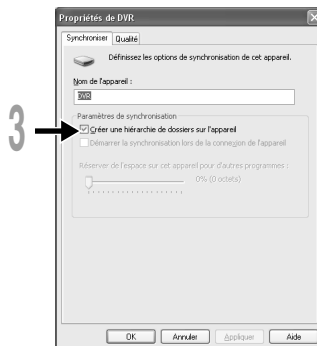 Propriétés de DVR
Synchroniser Qualité
Définissez les options de synchronisation de cet appareil.
Nom de l'appareil :
DVR
Paramètres de synchronisation
3
Créer une hiérarchie de dossiers sur l'appareil
Démarrer la synchronisation lors de la connexion de l'appareil
Réserver de l'espace sur cet appareil pour d'autres programmes :
0% (0 octets)
OK Annuler Appliquer Aide